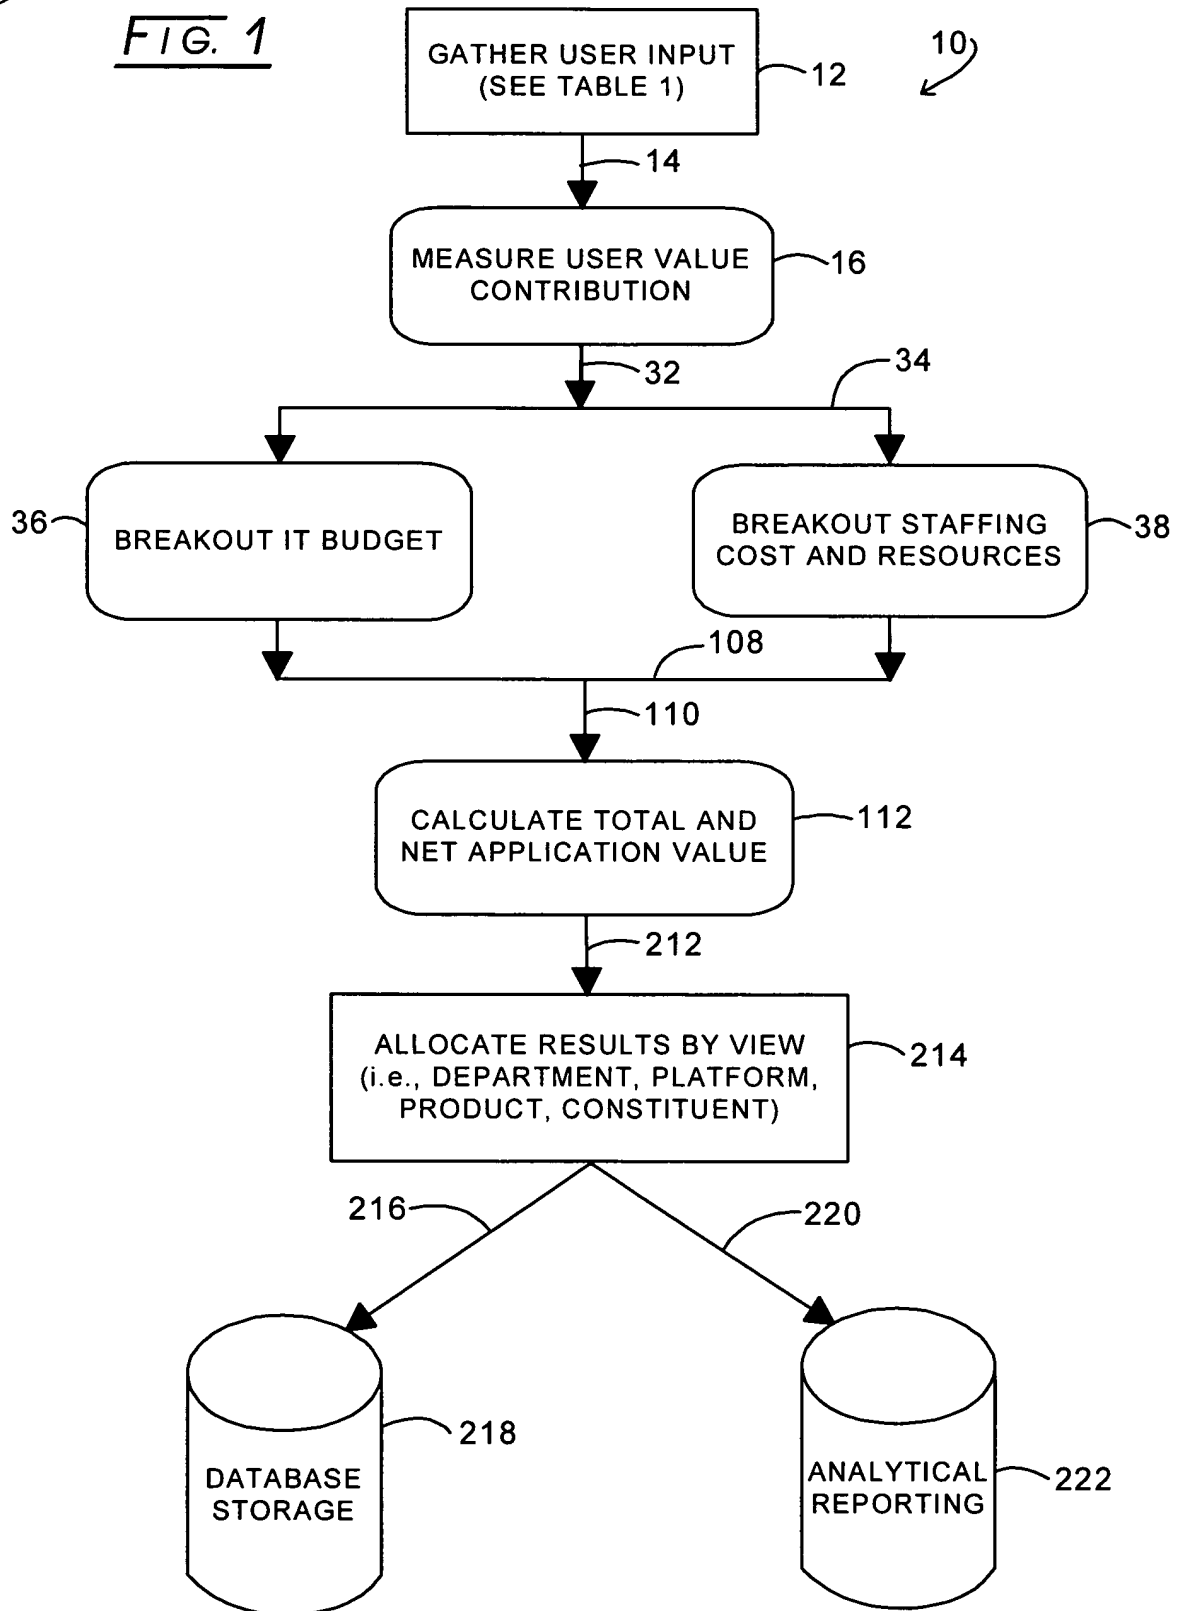 FIG. 1
GATHER USER INPUT
(SEE TABLE 1)
12
10
14
MEASURE USER VALUE
CONTRIBUTION
16
32
34
36
BREAKOUT IT BUDGET
BREAKOUT STAFFING
COST AND RESOURCES
38
108
110
CALCULATE TOTAL AND
NET APPLICATION VALUE
112
212
ALLOCATE RESULTS BY VIEW
(i.e., DEPARTMENT, PLATFORM,
PRODUCT, CONSTITUENT)
214
216
220
DATABASE
STORAGE
218
ANALYTICAL
REPORTING
222